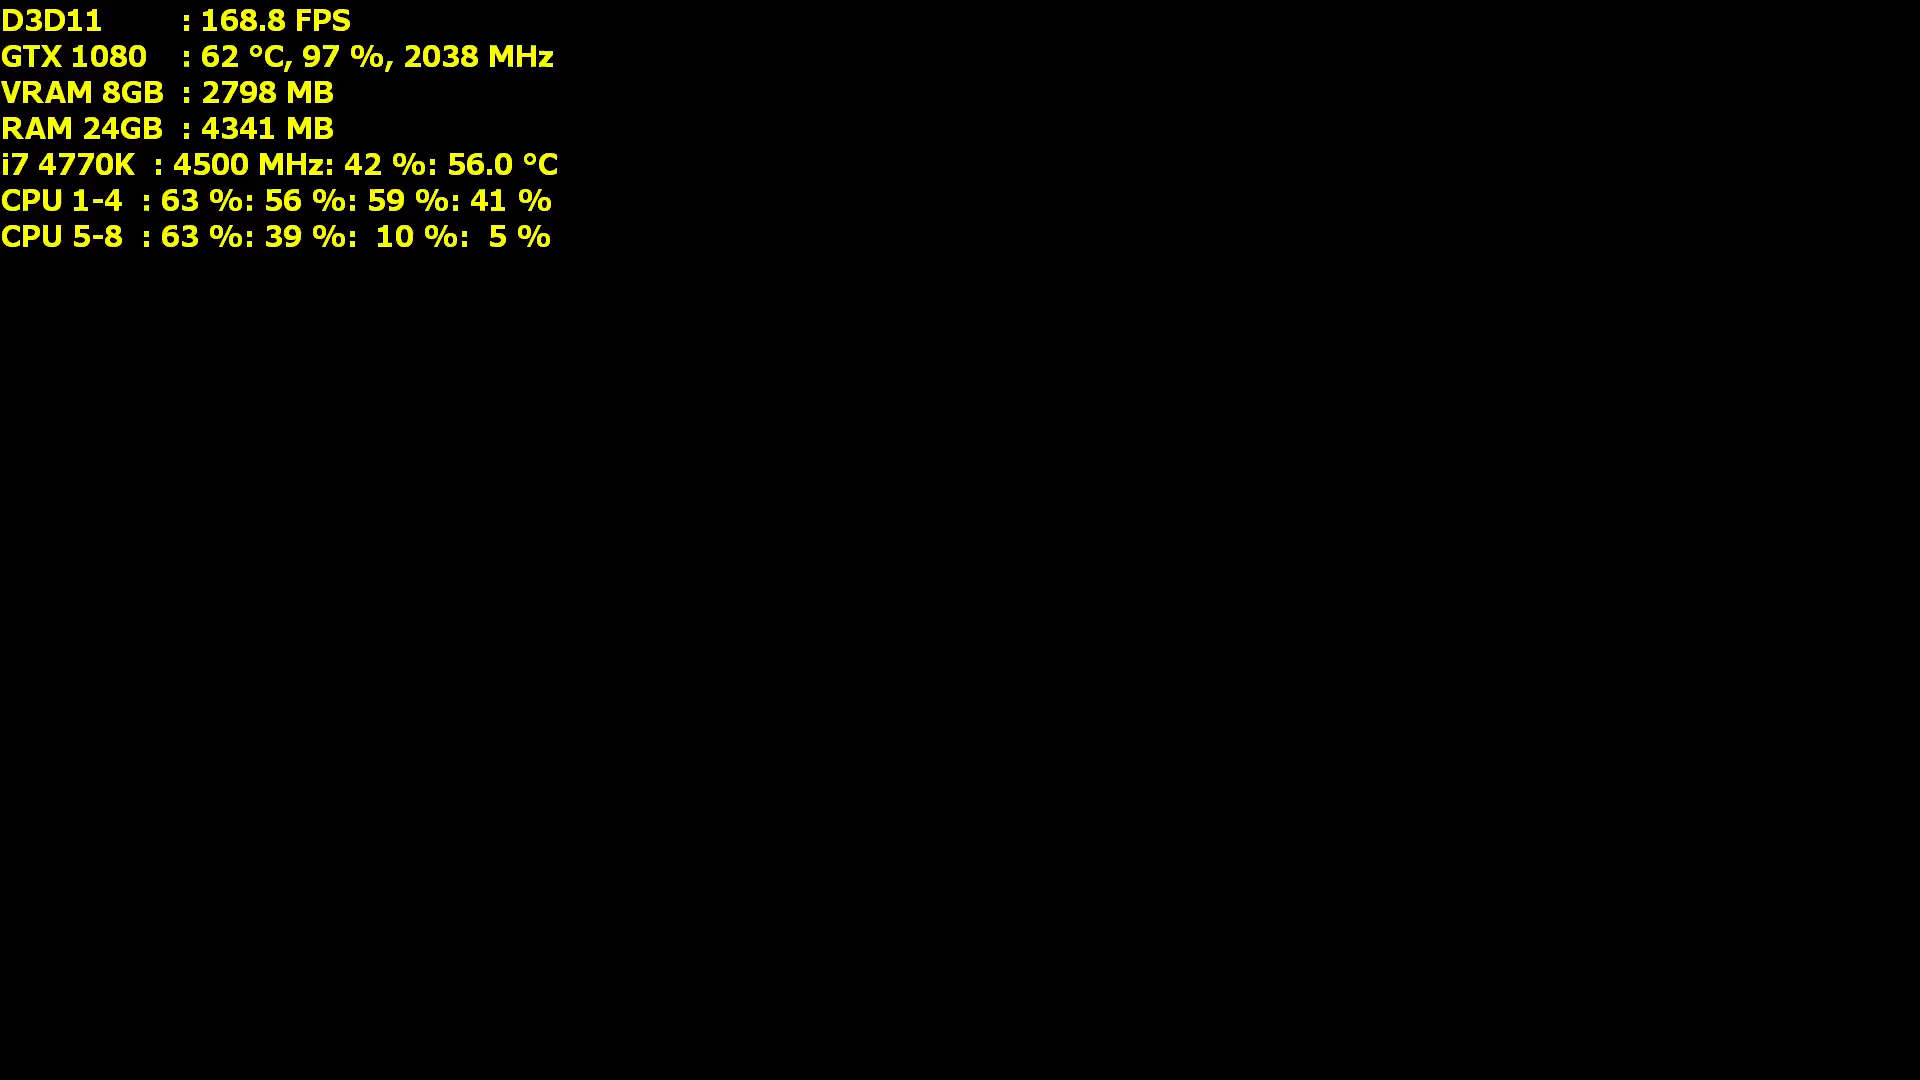 D3D11 : 168.8 FPS
GTX 1080 : 62 °C, 97 %, 2038 MHz
VRAM 8GB : 2798 MB
RAM 24GB : 4341 MB
i7 4770K : 4500 MHz: 42 %: 56.0 °C
CPU 1-4 : 63 %: 56 %: 59 %: 41 %
CPU 5-8 : 63 %: 39 %: 10 %: 5 %